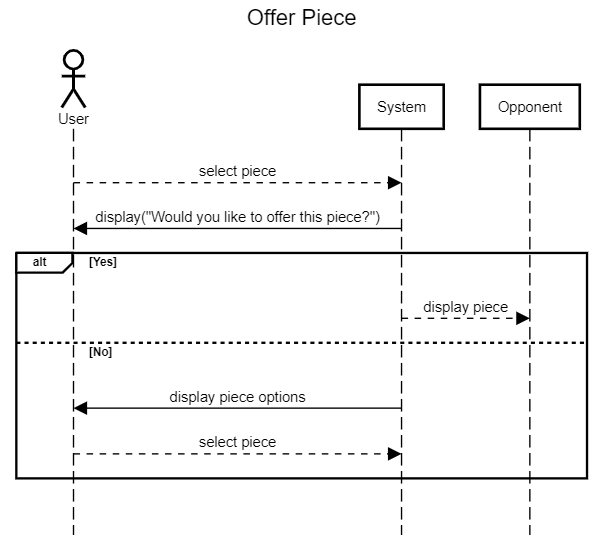 Offer Piece
User
System
Opponent
select piece
display("Would you like to offer this piece?")
alt
[Yes]
display piece
[No]
display piece options
select piece